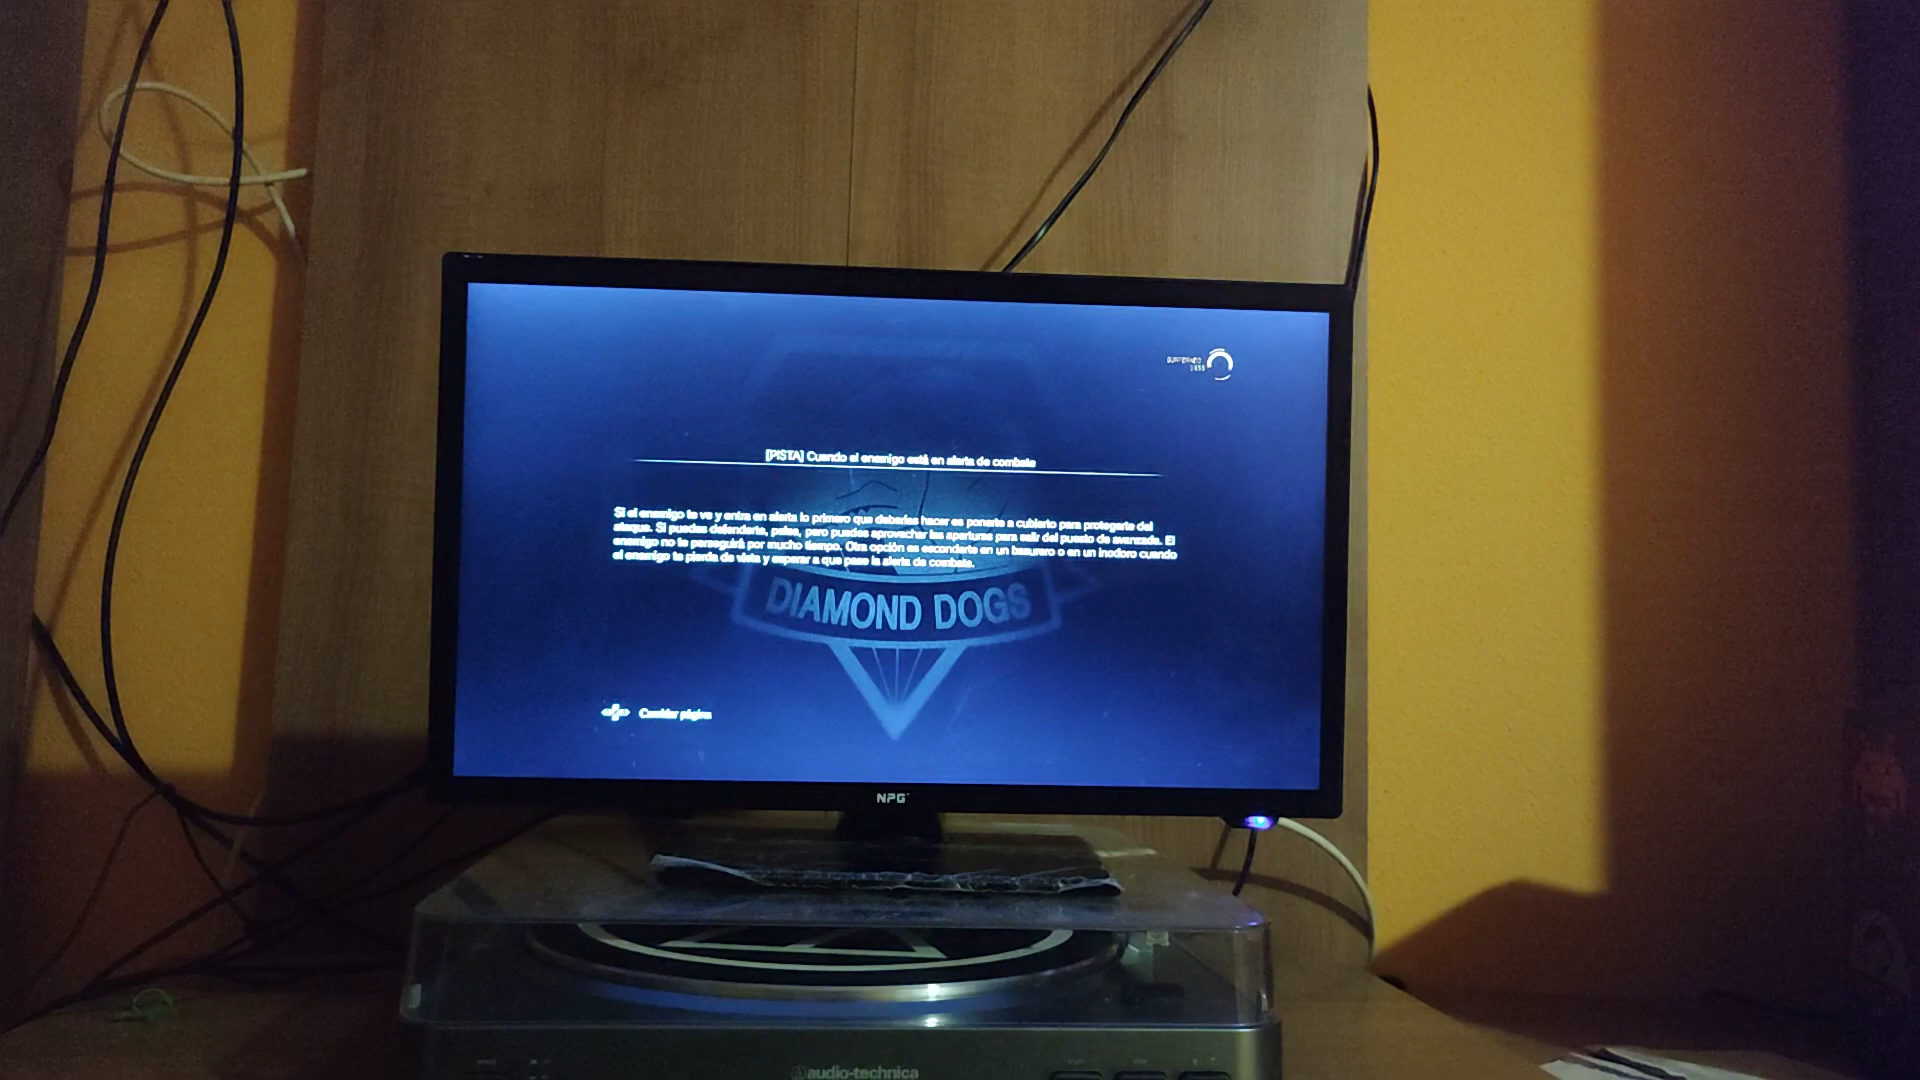 [PISTA] Cuando el enemigo está en alerta de combate
Si el enemigo te ve y entra en alerta lo primero que deberías hacer es ponerte a cubierto para protegerte del
ataque. Si puedes defenderte, pelea, pero puedes aprovechar las aperturas para salir del puesto de avanzada. El
enemigo no te perseguirá por mucho tiempo. Otra opción es esconderte en un basurero o en un inodoro cuando
el enemigo te pierda de vista y esperar a que pase la alerta de combate.
DIAMOND DOGS
Cambiar página
NPG
audio-technica